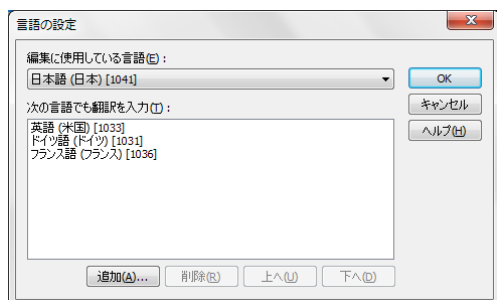 言語の設定
編集に使用している言語(E):
日本語 (日本) [1041]
OK
次の言語でも翻訳を入力(T):
キャンセル
英語 (米国) [1033]
ヘルプ(H)
ドイツ語 (ドイツ) [1031]
フランス語 (フランス) [1036]
追加(A)... 削除(R) 上へ(U) 下へ(D)